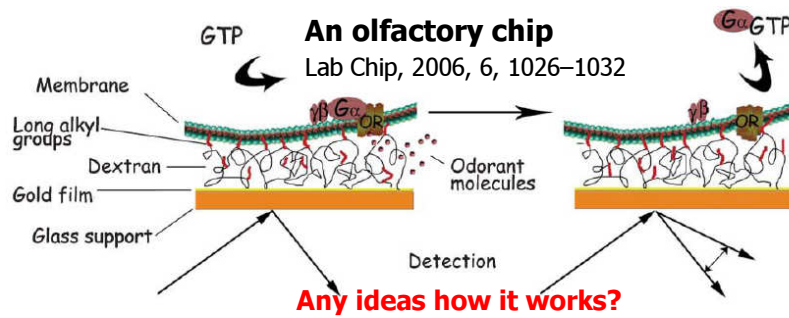 An olfactory chip
Lab Chip, 2006, 6, 1026–1032
GTP
GαGTP
Membrane
γβ Gα OR
γβ OR
Long alkyl
groups
Dextran
Odorant
molecules
Gold film
Glass support
Detection
Any ideas how it works?